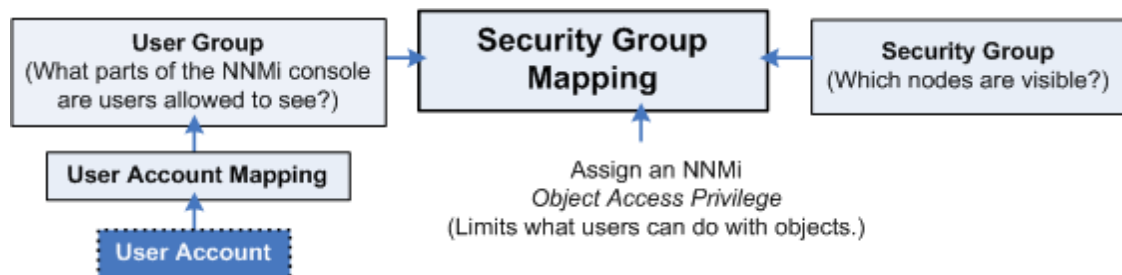 User Group
(What parts of the NNMi console
are users allowed to see?)
User Account Mapping
User Account
Security Group
Mapping
Assign an NNMi
Object Access Privilege
(Limits what users can do with objects.)
Security Group
(Which nodes are visible?)